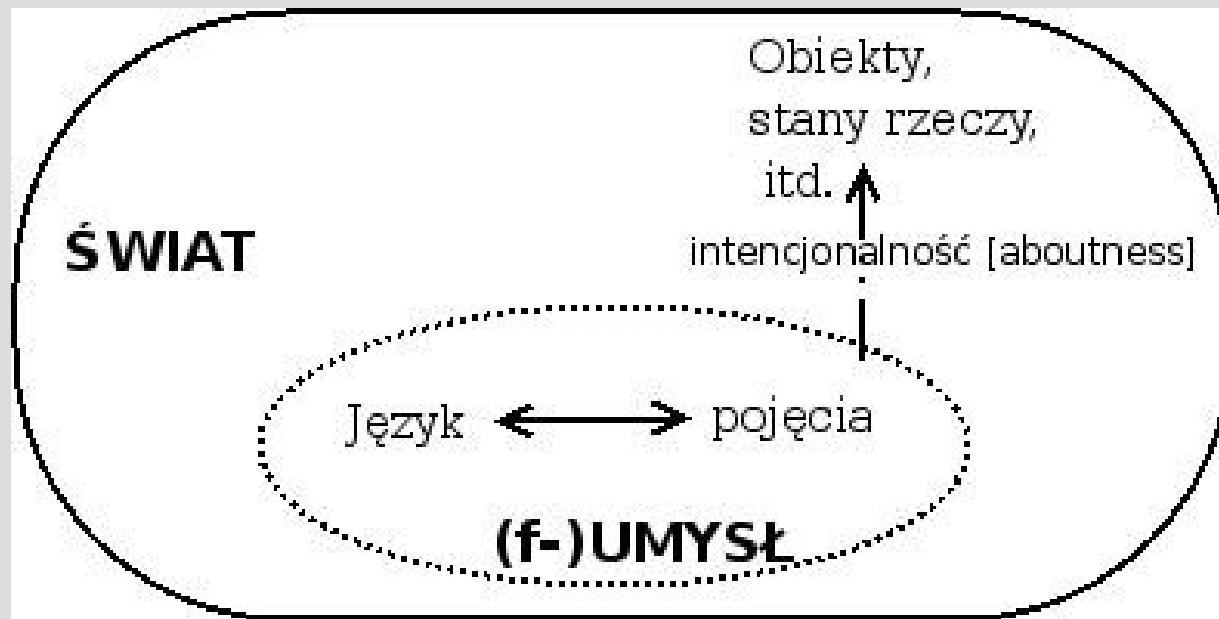 Obiekty,
stany rzeczy,
itd.
ŚWIAT
intencjonalność [aboutness]
Język
pojęcia
(f-)UMYSŁ